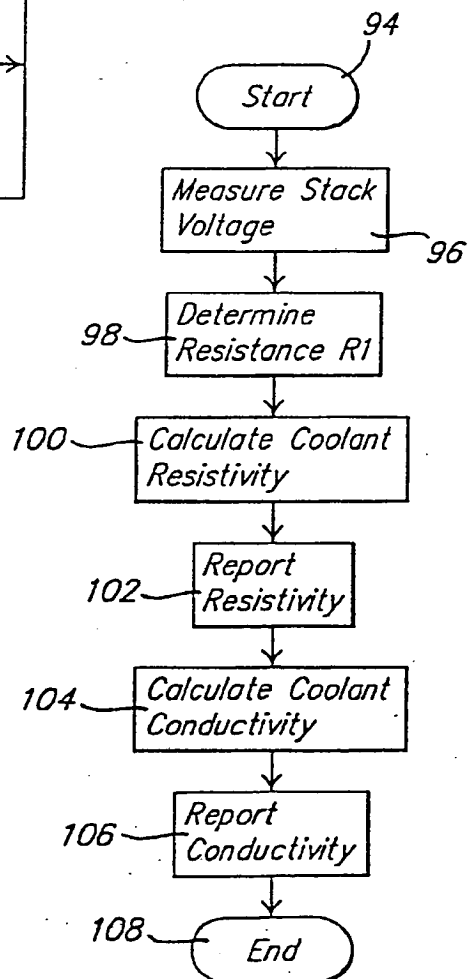 94
Start
Measure Stack
Voltage
96
98
Determine
Resistance R1
100
Calculate Coolant
Resistivity
102
Report
Resistivity
104
Calculate Coolant
Conductivity
106
Report
Conductivity
108
End